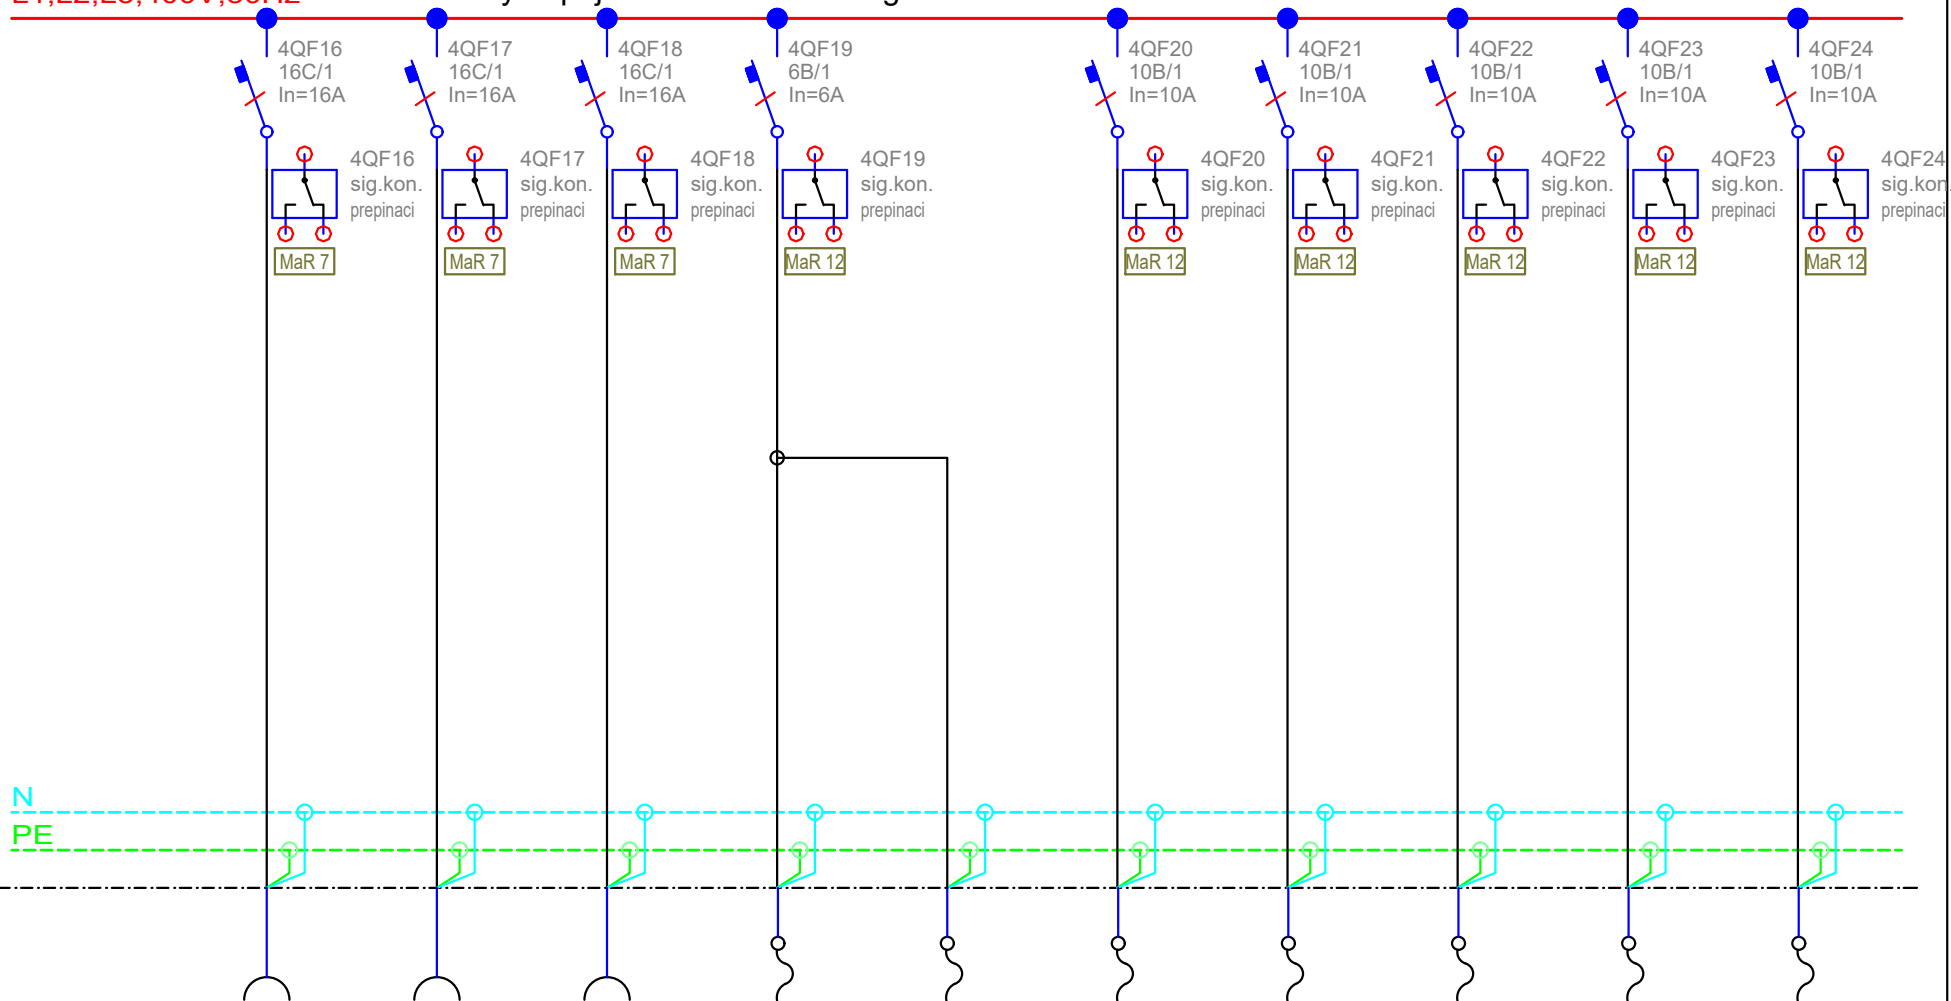 4QF16
16C/1
In=16A
4QF17
16C/1
In=16A
4QF18
16C/1
In=16A
4QF19
6B/1
In=6A
4QF20
10B/1
In=10A
4QF21
10B/1
In=10A
4QF22
10B/1
In=10A
4QF23
10B/1
In=10A
4QF24
10B/1
In=10A
4QF16
sig.kon.
prepinaci
MaR 7
4QF17
sig.kon.
prepinaci
MaR 7
4QF18
sig.kon.
prepinaci
MaR 7
4QF19
sig.kon.
prepinaci
MaR 12
4QF20
sig.kon.
prepinaci
MaR 12
4QF21
sig.kon.
prepinaci
MaR 12
4QF22
sig.kon.
prepinaci
MaR 12
4QF23
sig.kon.
prepinaci
MaR 12
4QF24
sig.kon.
prepinaci
MaR 12
N
PE